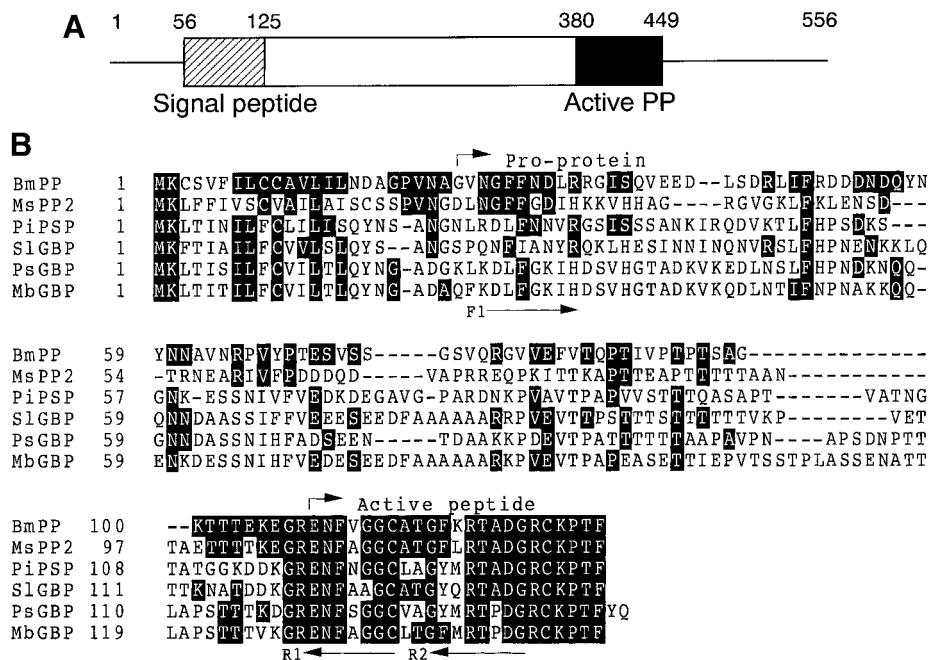 A
1 56 125 380 449 556
Signal peptide Active PP
B
Pro-protein
BmPP 1 MKCSVFILCCAVLILNDAGPVNAGVNGFFNDLRRGISQVEED--LSDRLIFRDDDNDQYN
MsPP2 1 MKLFFIVSCVAILAISCSSPVNGDLNGFFGDIHKKVHHAG----RGVGKLFKLENSD---
PiPSP 1 MKLTINILFCLILISQYNS-ANGNLRDLFNNVRGSISSSANKIRQDVKTLFHPSDKS--
SlGBP 1 MKFTIAILFCVVLSLQYS--ANGSPQNFIANYRQKLHESINNINQNVRSLFHPNENKKLQ
PsGBP 1 MKLTISILFCVILTLQYNG-ADGKLKDLFGKIHDSVHGTADKVKEDLNSLFHPNDKNQQ-
MbGBP 1 MKLTITILFCVILTLQYNG-ADAQFKDLFGKIHDSVHGTADKVKQDLNTIFNPNAKKQQ-
F1
BmPP 59 YNNAVNRPVYPTESVSS-----GSVQRGVVEFVTQPTIVPTPTSAG--------------
MsPP2 54 -TRNEARIVFPDDDQD------VAPRREQPKITTKAPTTEAPTTTTTAAN----------
PiPSP 57 GNK-ESSNIVFVEDKDEGAVG-PARDNKPVAVTPAPVVSTTTQASAPT------VATNG
SlGBP 59 QNNDAASSIFFVEEESEEDFAAAAAARRPVEVTTPSTTTSTTTTTTVKP-------VET
PsGBP 59 GNNDASSNIHFADSEEN-----TDAAKKPDEVTPATTTTTTTAAPAVPN---APSDNPTT
MbGBP 59 ENKDESSNIHFVEDESEEDFAAAAAARKPVEVTPAPEASETTIEPVTSSTPLASSENATT
Active peptide
BmPP 100 --KTTTEKEGRENFVGGCATGFKRTADGRCKPTF
MsPP2 97 TAETTTTKEGRENFAGGCATGFLRTADGRCKPTF
PiPSP 108 TATGGKDDKGRENFNGGCLAGYMRTADGRCKPTF
SlGBP 111 TTKNATDDKGRENFAAGCATGYQRTADGRCKPTF
PsGBP 110 LAPSTTTKDGRENFSGGCVAGYMRTPDGRCKPTFYQ
MbGBP 119 LAPSTTTVKGRENFAGGCLTGFMRTPDGRCKPTF
R1 R2